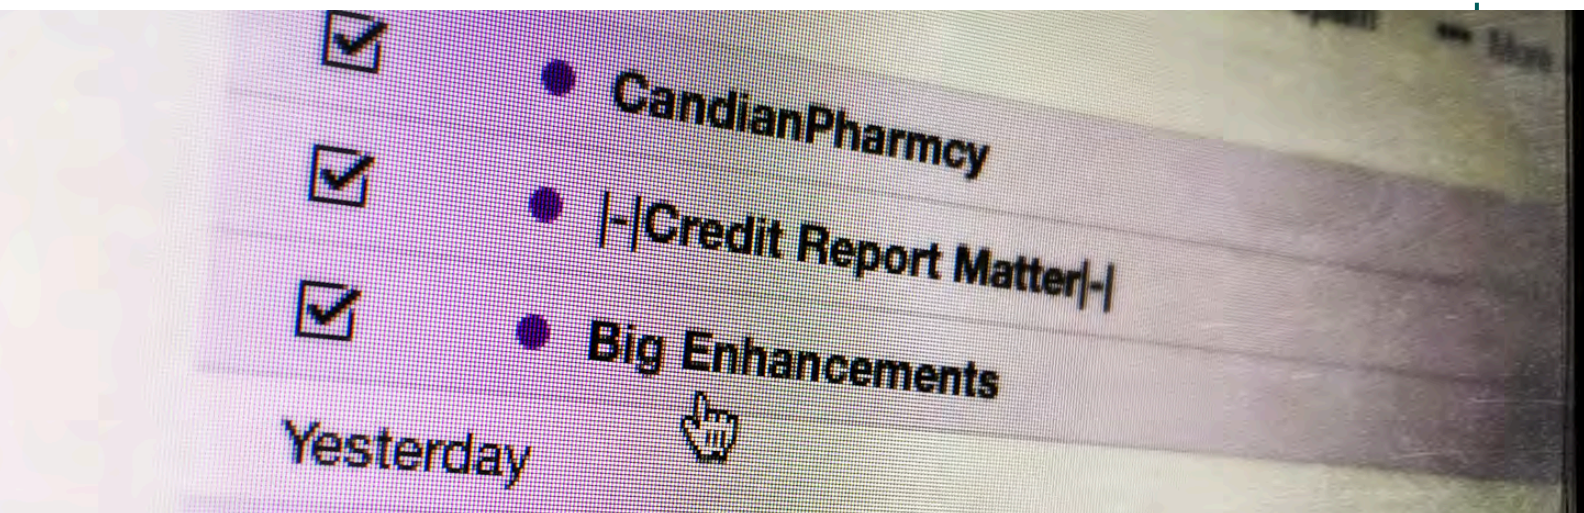 CandianPharmcy
|-|Credit Report Matter|-|
Big Enhancements
Yesterday